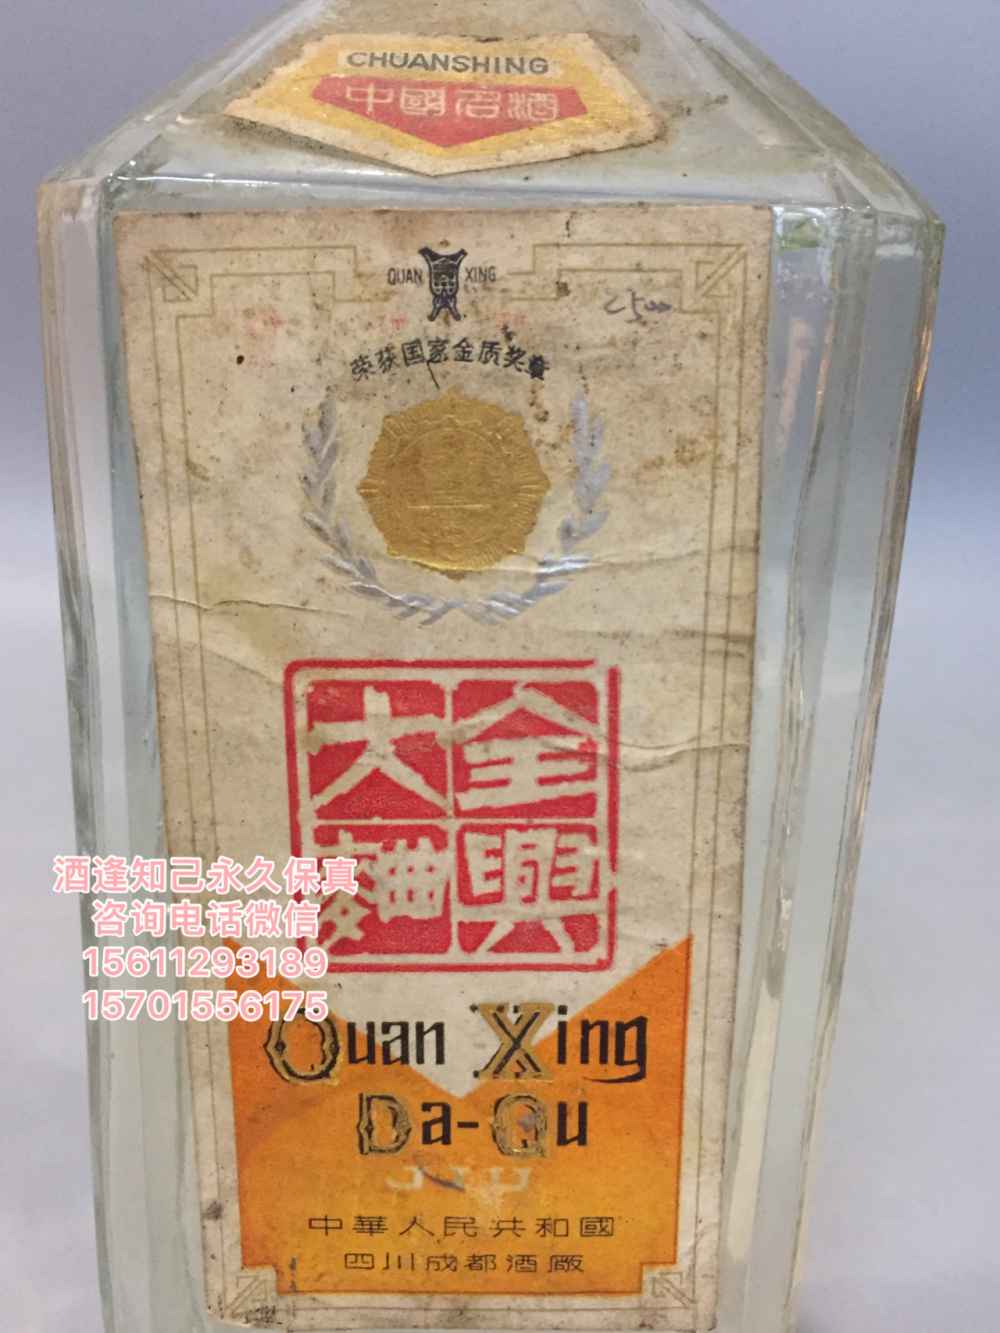 CHUANSHING
中國名酒
QUAN XING
荣获国家金质奖章
全興
大麯
酒逢知己永久保真
咨询电话微信
15611293189
15701556175
Quan Xing
Da-Qu
中華人民共和國
四川成都酒厰